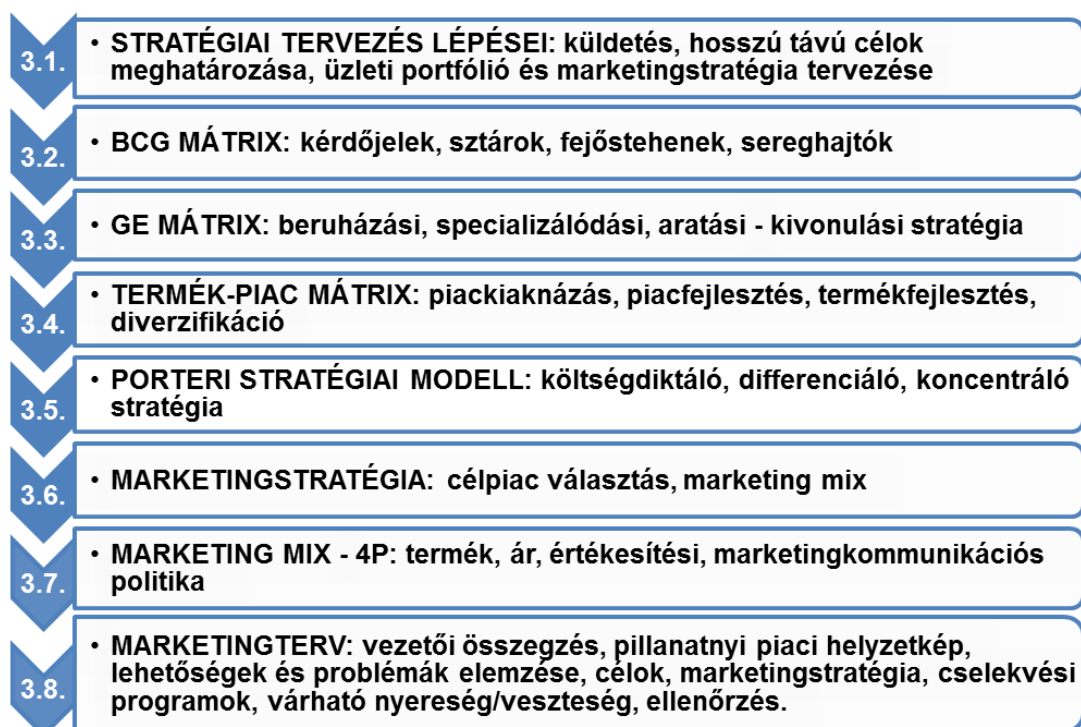 3.1.
• STRATÉGIAI TERVEZÉS LÉPÉSEI: küldetés, hosszú távú célok
meghatározása, üzleti portfólió és marketingstratégia tervezése
3.2.
• BCG MÁTRIX: kérdőjelek, sztárok, fejőstehenek, sereghajtók
3.3.
• GE MÁTRIX: beruházási, specializálódási, aratási - kivonulási stratégia
3.4.
• TERMÉK-PIAC MÁTRIX: piackiaknázás, piacfejlesztés, termékfejlesztés,
diverzifikáció
3.5.
• PORTERI STRATÉGIAI MODELL: költségdiktáló, differenciáló, koncentráló
stratégia
3.6.
• MARKETINGSTRATÉGIA: célpiac választás, marketing mix
3.7.
• MARKETING MIX - 4P: termék, ár, értékesítési, marketingkommunikációs
politika
3.8.
• MARKETINGTERV: vezetői összegzés, pillanatnyi piaci helyzetkép,
lehetőségek és problémák elemzése, célok, marketingstratégia, cselekvési
programok, várható nyereség/veszteség, ellenőrzés.